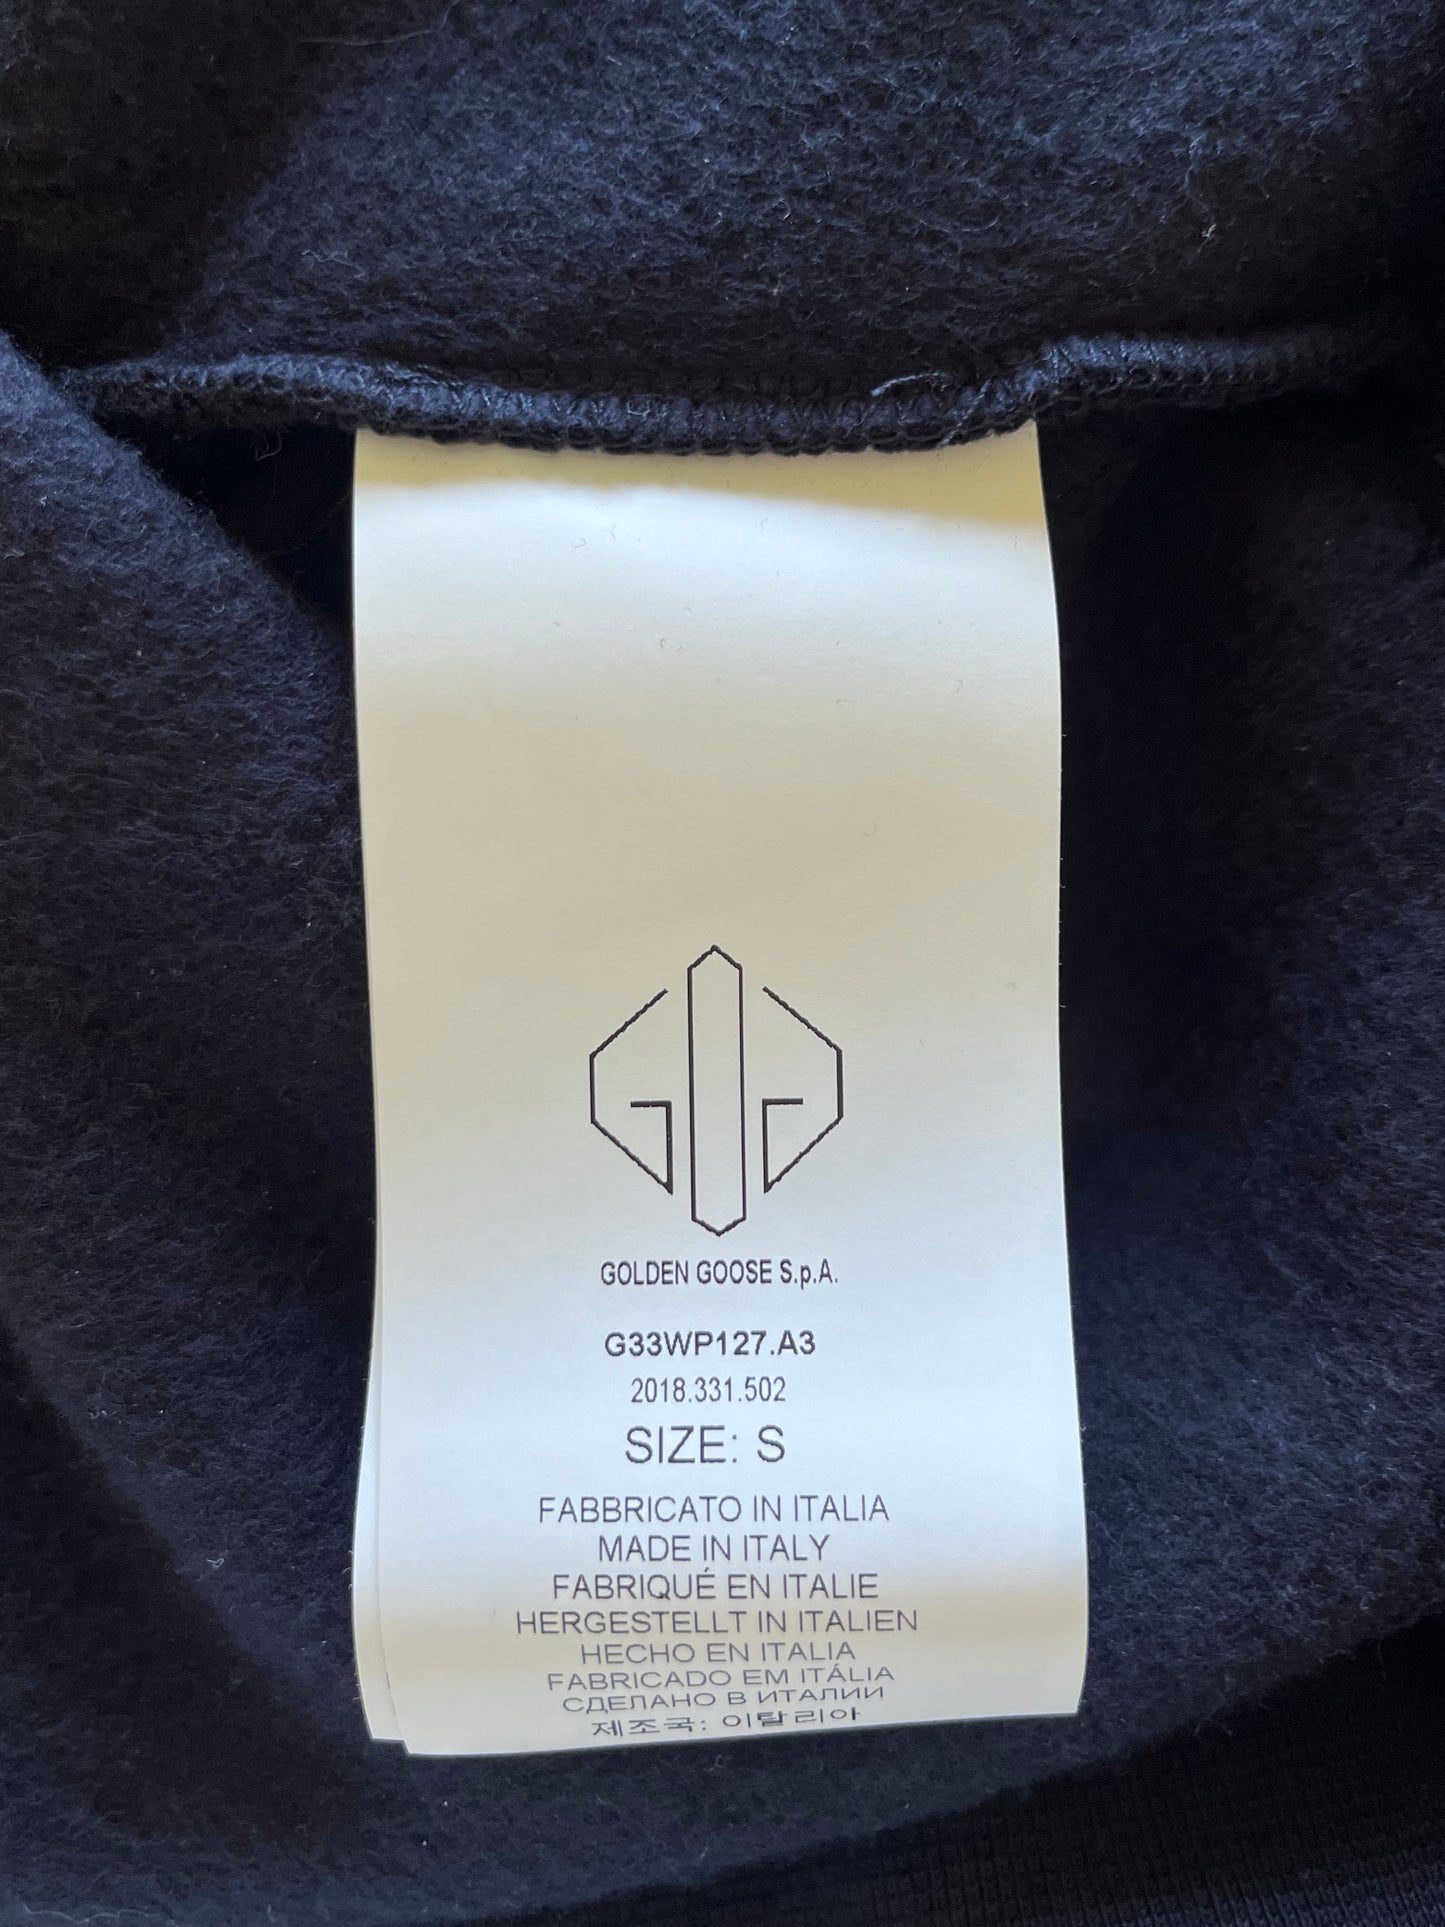 GOLDEN GOOSE S.p.A.
G33WP127.A3
2018.331.502
SIZE: S
FABBRICATO IN ITALIA
MADE IN ITALY
FABRIQUÉ EN ITALIE
HERGESTELLT IN ITALIEN
HECHO EN ITALIA
FABRICADO EM ITÁLIA
СДЕЛАНО В ИТАЛИИ
제조국: 이탈리아